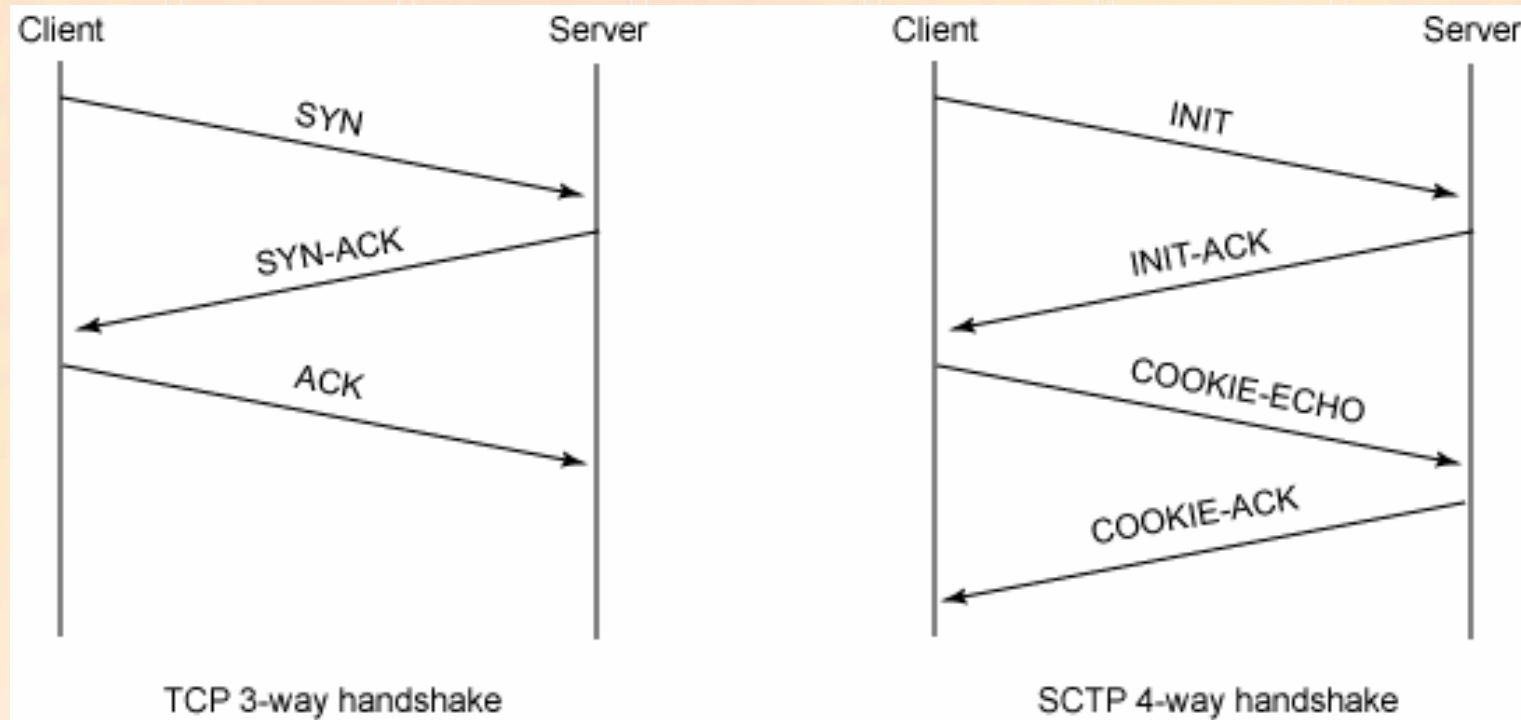 Client
Server
SYN
SYN-ACK
ACK
TCP 3-way handshake
Client
Server
INIT
INIT-ACK
COOKIE-ECHO
COOKIE-ACK
SCTP 4-way handshake